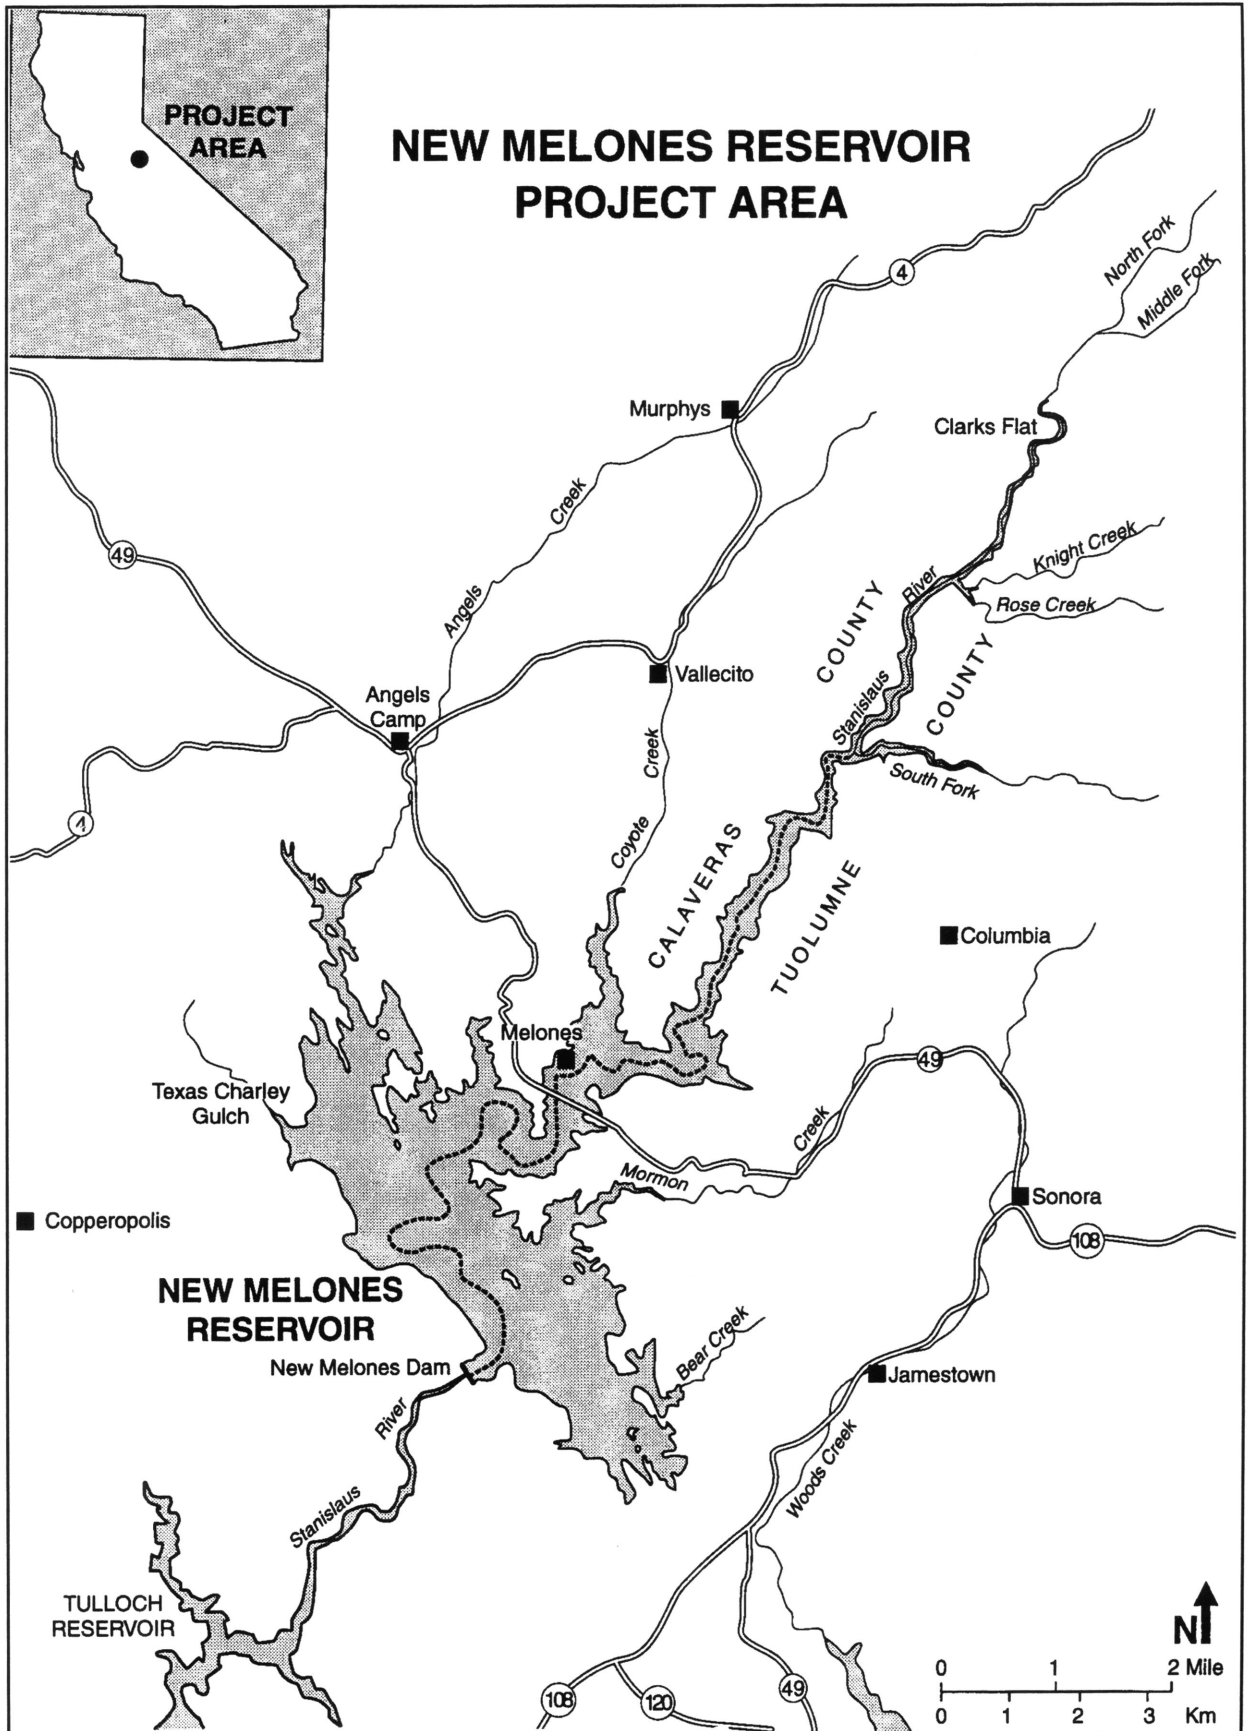 PROJECT
AREA
NEW MELONES RESERVOIR
PROJECT AREA
North Fork
Middle Fork
4
Murphys
Clarks Flat
Creek
49
Knight Creek
River
Rose Creek
Angels
COUNTY
COUNTY
Vallecito
Angels
Camp
Stanislaus
Creek
South Fork
4
Coyote
CALAVERAS
TUOLUMNE
Columbia
Melones
49
Texas Charley
Gulch
Creek
Mormon
Sonora
Copperopolis
108
NEW MELONES
RESERVOIR
New Melones Dam
Bear Creek
Jamestown
River
Woods Creek
Stanislaus
TULLOCH
RESERVOIR
N
0 1 2 Mile
108
120
49
0 1 2 3 Km